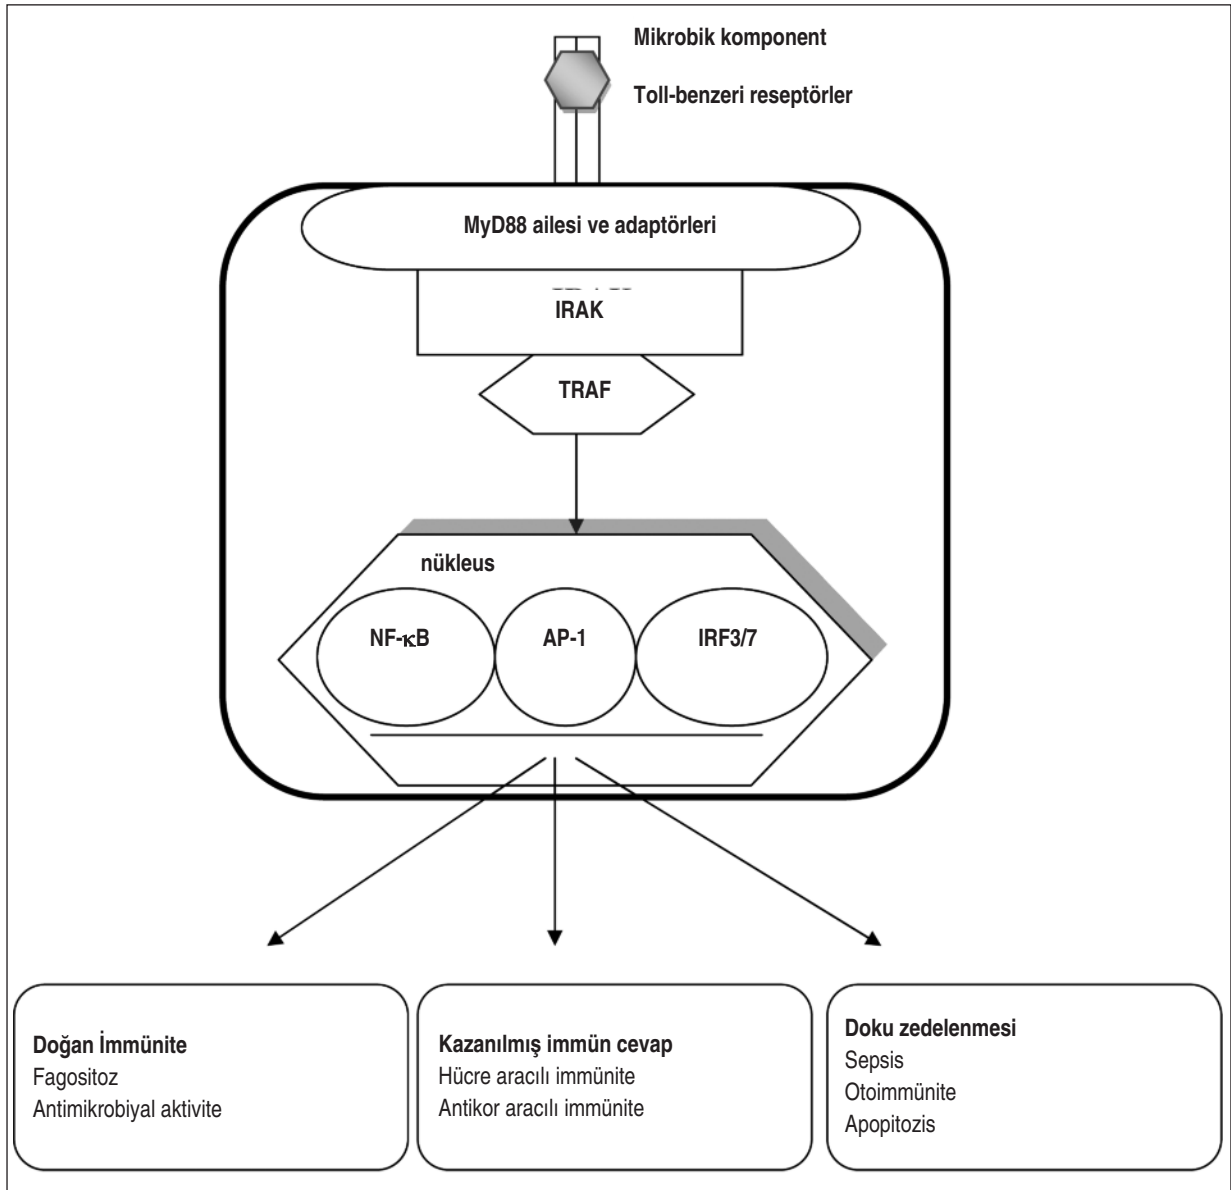 Mikrobik komponent
Toll-benzeri reseptörler
MyD88 ailesi ve adaptörleri
IRAK
TRAF
nükleus
NF-κB
AP-1
IRF3/7
Doğan İmmünite
Fagositoz
Antimikrobiyal aktivite
Kazanılmış immün cevap
Hücre aracılı immünite
Antikor aracılı immünite
Doku zedelenmesi
Sepsis
Otoimmünite
Apopitozis